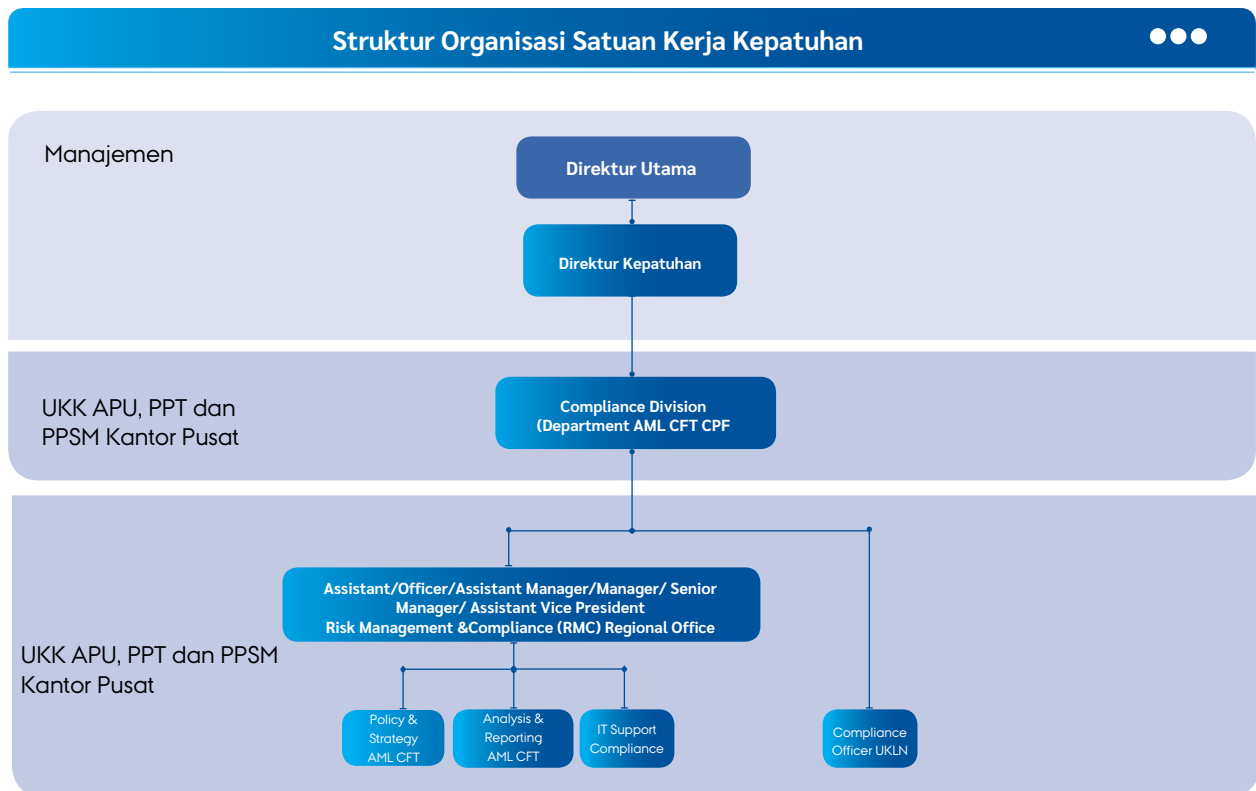 Struktur Organisasi Satuan Kerja Kepatuhan
Manajemen
Direktur Utama
Direktur Kepatuhan
UKK APU, PPT dan
PPSM Kantor Pusat
Compliance Division
(Department AML CFT CPF
Assistant/Officer/Assistant Manager/Manager/ Senior
Manager/ Assistant Vice President
Risk Management &Compliance (RMC) Regional Office
UKK APU, PPT dan PPSM
Kantor Pusat
Policy &
Strategy
AML CFT
Analysis &
Reporting
AML CFT
IT Support
Compliance
Compliance
Officer UKLN